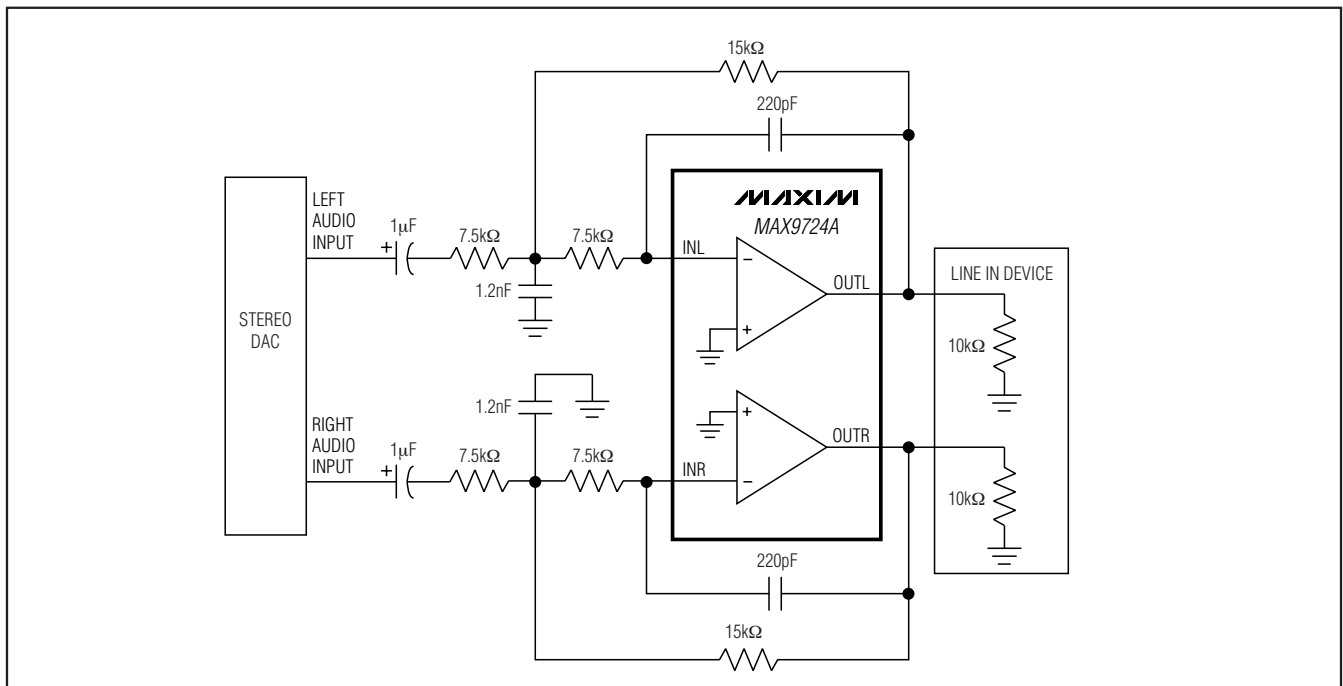 15kΩ
220pF
MAXIM
MAX9724A
LEFT
AUDIO
INPUT
1μF
+
7.5kΩ
7.5kΩ
INL
−
OUTL
LINE IN DEVICE
1.2nF
+
10kΩ
STEREO
DAC
1.2nF
+
OUTR
RIGHT
AUDIO
INPUT
1μF
+
7.5kΩ
7.5kΩ
INR
−
10kΩ
220pF
15kΩ